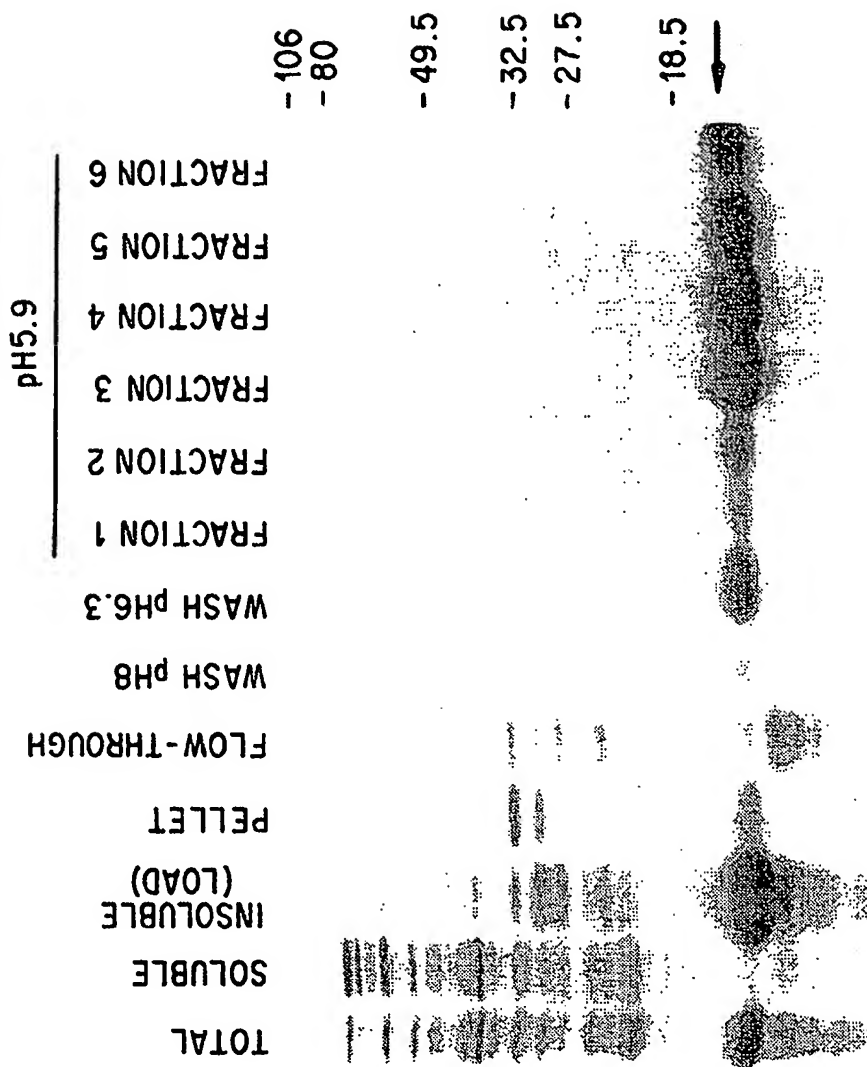 pH5.9
TOTAL
SOLUBLE
INSOLUBLE
(LOAD)
PELLET
FLOW-THROUGH
WASH pH8
WASH pH6.3
FRACTION 1
FRACTION 2
FRACTION 3
FRACTION 4
FRACTION 5
FRACTION 6
-106
-80
-49.5
-32.5
-27.5
-18.5